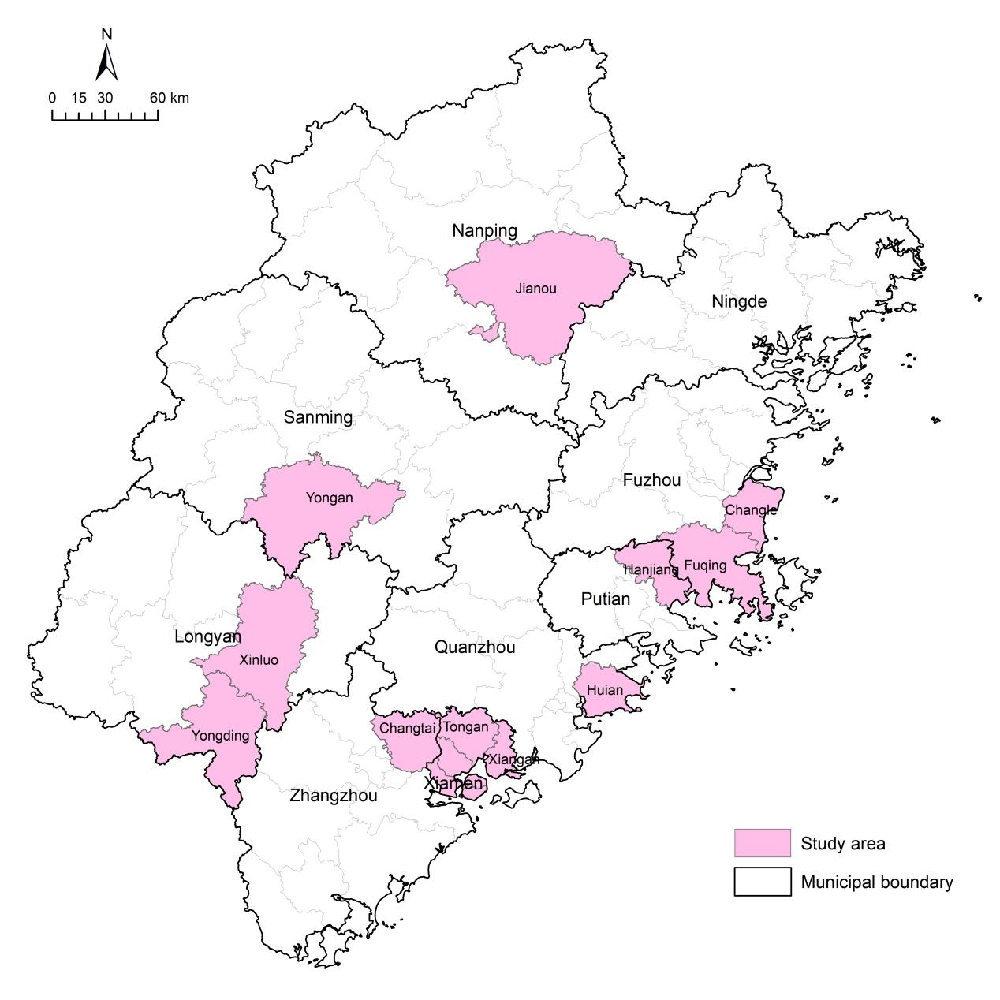 N
0 15 30 60 km
Nanping
Jianou
Ningde
Sanming
Fuzhou
Yongan
Changle
Hanjiang
Fuqing
Putian
Longyan
Quanzhou
Xinluo
Huian
Changtai
Tongan
Yongding
Xiangan
Xiamen
Zhangzhou
Study area
Municipal boundary